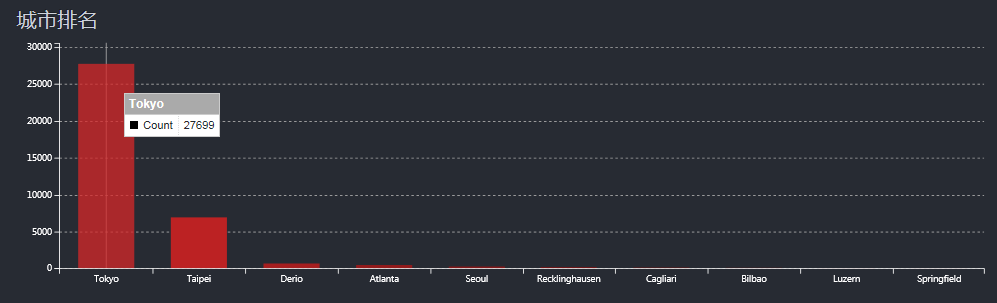 城市排名
30000
25000
20000
15000
10000
5000
0
Tokyo
Count 27699
Tokyo Taipei Derio Atlanta Seoul Recklinghausen Cagliari Bilbao Luzern Springfield